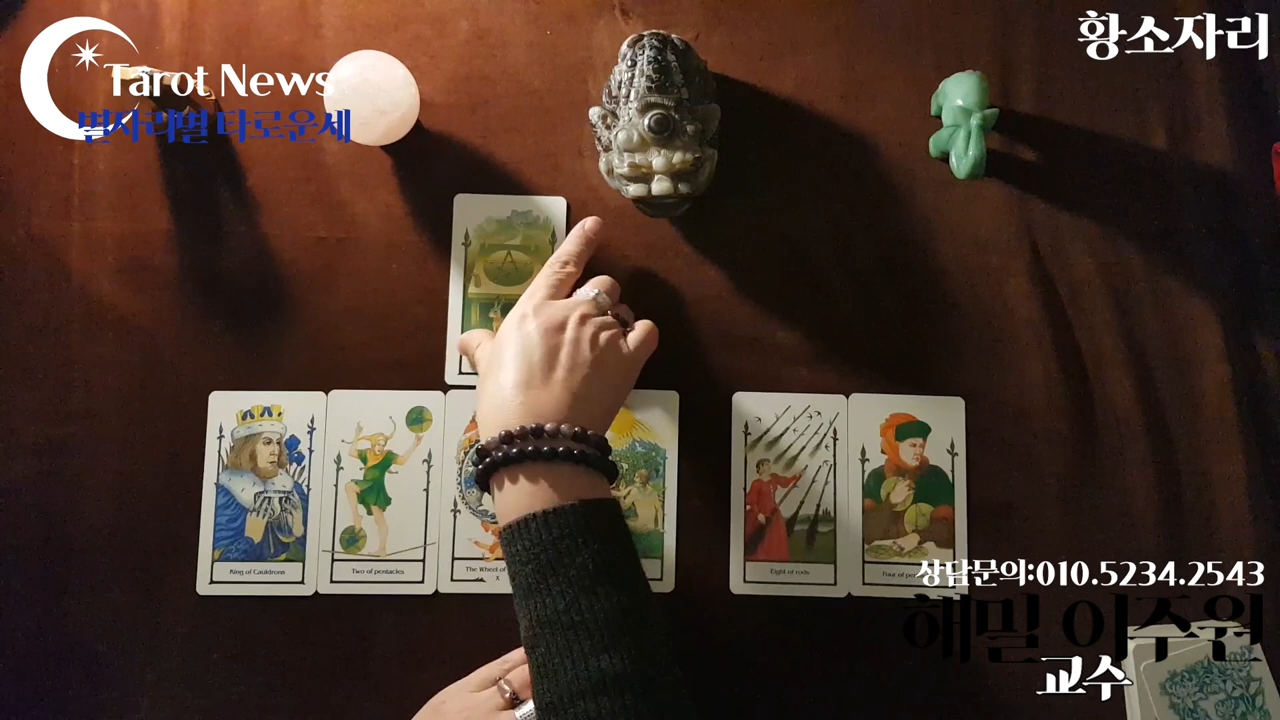 황소자리
Tarot News
별자리별 타로운세
King of Cauldrons
Two of pentacles
The Wheel of
X
Eight of rods
Four of
상담문의:010.5234.2543
해밀 이주원
교수